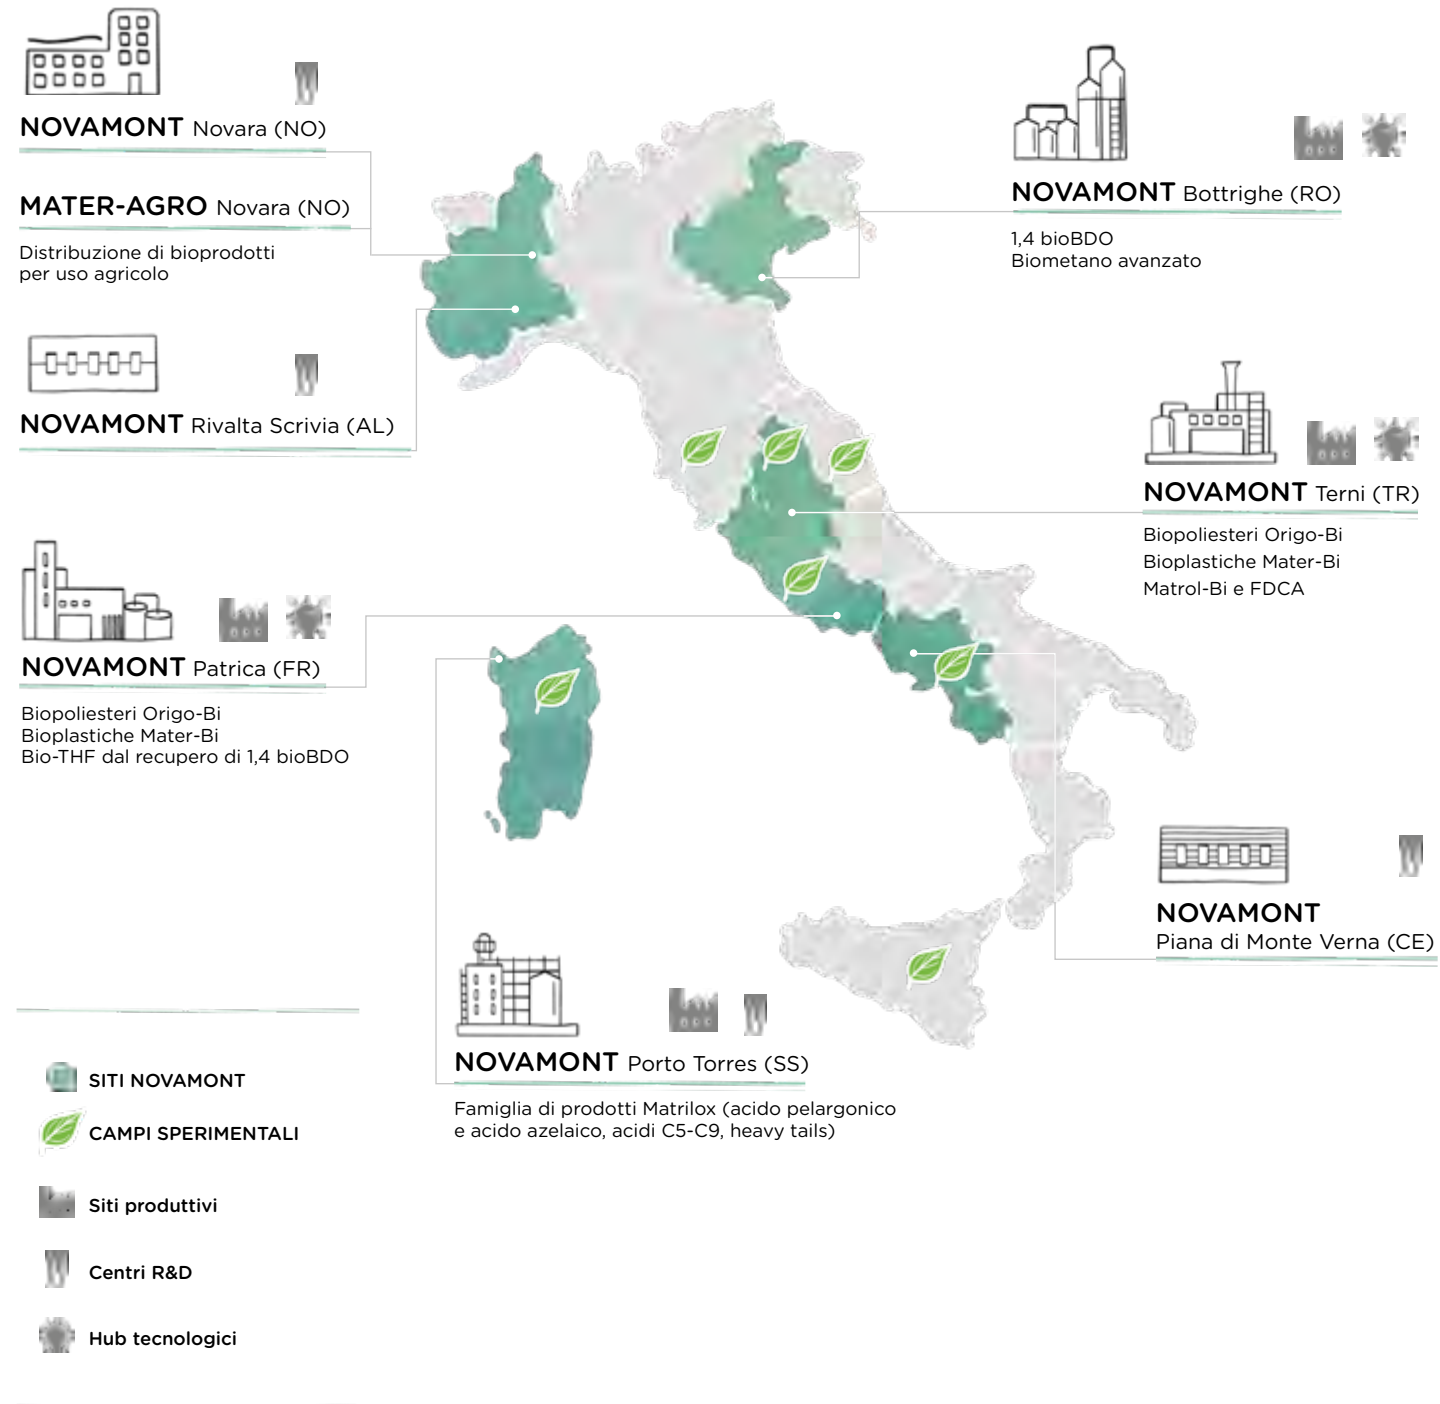 NOVAMONT Novara (NO)
MATER-AGRO Novara (NO)
Distribuzione di bioprodotti
per uso agricolo
NOVAMONT Rivalta Scrivia (AL)
NOVAMONT Patrica (FR)
Biopoliesteri Origo-Bi
Bioplastiche Mater-Bi
Bio-THF dal recupero di 1,4 bioBDO
NOVAMONT Bottrighe (RO)
1,4 bioBDO
Biometano avanzato
NOVAMONT Terni (TR)
Biopoliesteri Origo-Bi
Bioplastiche Mater-Bi
Matrol-Bi e FDCA
NOVAMONT
Piana di Monte Verna (CE)
NOVAMONT Porto Torres (SS)
Famiglia di prodotti Matrilox (acido pelargonico
e acido azelaico, acidi C5-C9, heavy tails)
SITI NOVAMONT
CAMPI SPERIMENTALI
Siti produttivi
Centri R&D
Hub tecnologici